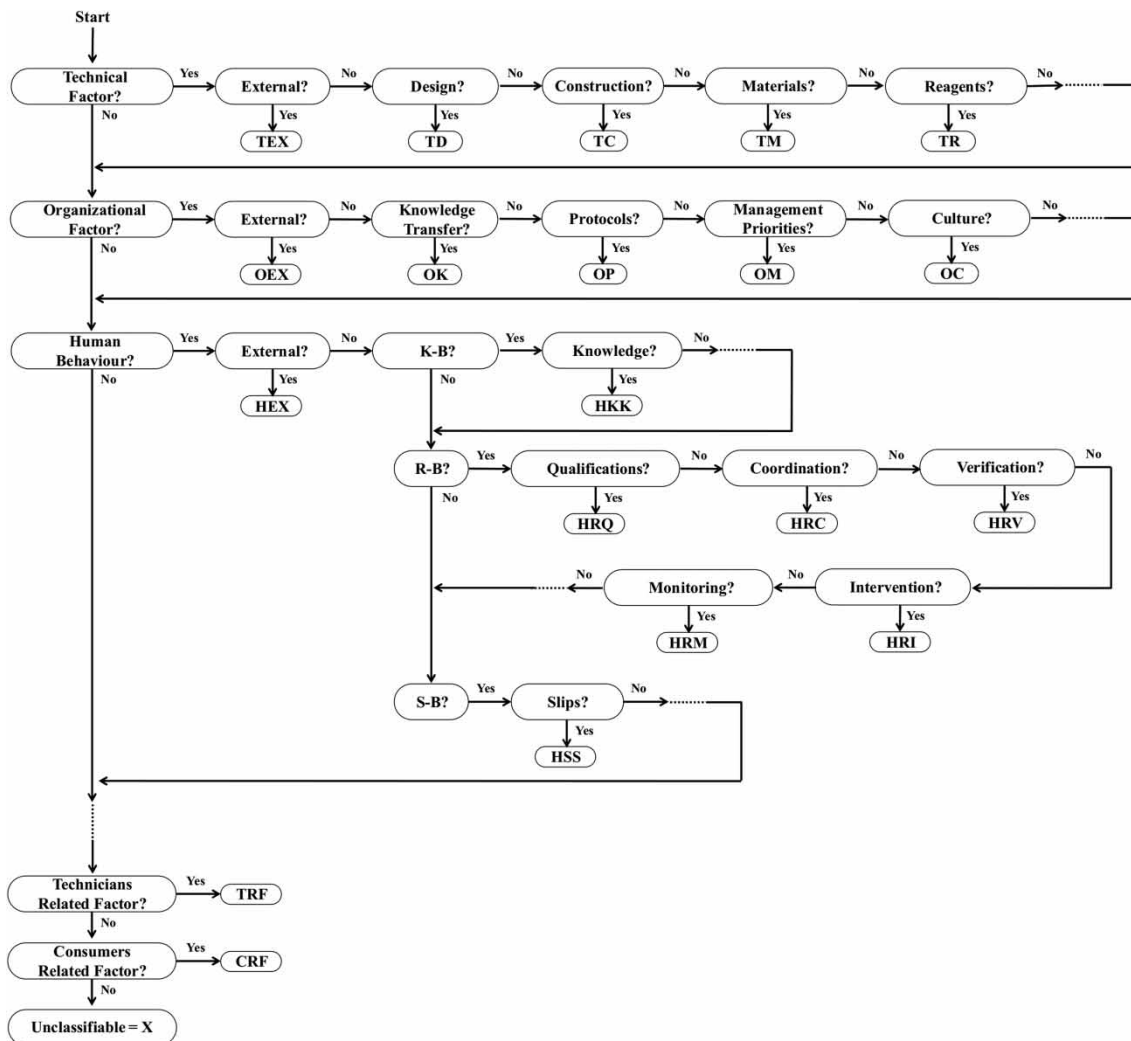 Start
Technical
Factor?
Yes
External?
No
Design?
No
Construction?
No
Materials?
No
Reagents?
No
No
Yes
Yes
Yes
Yes
Yes
TEX
TD
TC
TM
TR
Organizational
Factor?
Yes
External?
No
Knowledge
Transfer?
No
Protocols?
No
Management
Priorities?
No
Culture?
No
No
Yes
Yes
Yes
Yes
Yes
OEX
OK
OP
OM
OC
Human
Behaviour?
Yes
External?
No
K-B?
Yes
Knowledge?
No
No
Yes
No
Yes
HEX
HKK
R-B?
Yes
Qualifications?
No
Coordination?
No
Verification?
No
No
Yes
Yes
Yes
HRQ
HRC
HRV
No
Monitoring?
No
Intervention?
Yes
Yes
HRM
HRI
S-B?
Yes
Slips?
No
Yes
HSS
Technicians
Related Factor?
Yes
TRF
No
Consumers
Related Factor?
Yes
CRF
No
Unclassifiable = X